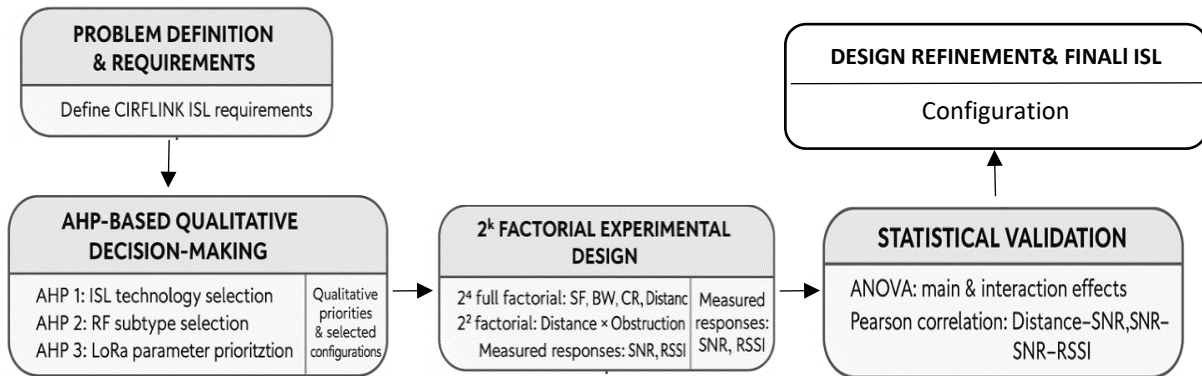 PROBLEM DEFINITION
& REQUIREMENTS
Define CIRFLINK ISL requirements
AHP-BASED QUALITATIVE
DECISION-MAKING
AHP 1: ISL technology selection
AHP 2: RF subtype selection
AHP 3: LoRa parameter prioritztion
Qualitative
priorities
& selected
configurations
2ᵏ FACTORIAL EXPERIMENTAL
DESIGN
2⁴ full factorial: SF, BW, CR, Distanc
2² factorial: Distance × Obstruction
Measured responses: SNR, RSSI
Measured
responses:
SNR, RSSI
STATISTICAL VALIDATION
ANOVA: main & interaction effects
Pearson correlation: Distance–SNR,SNR–
SNR–RSSI
DESIGN REFINEMENT& FINALl ISL
Configuration